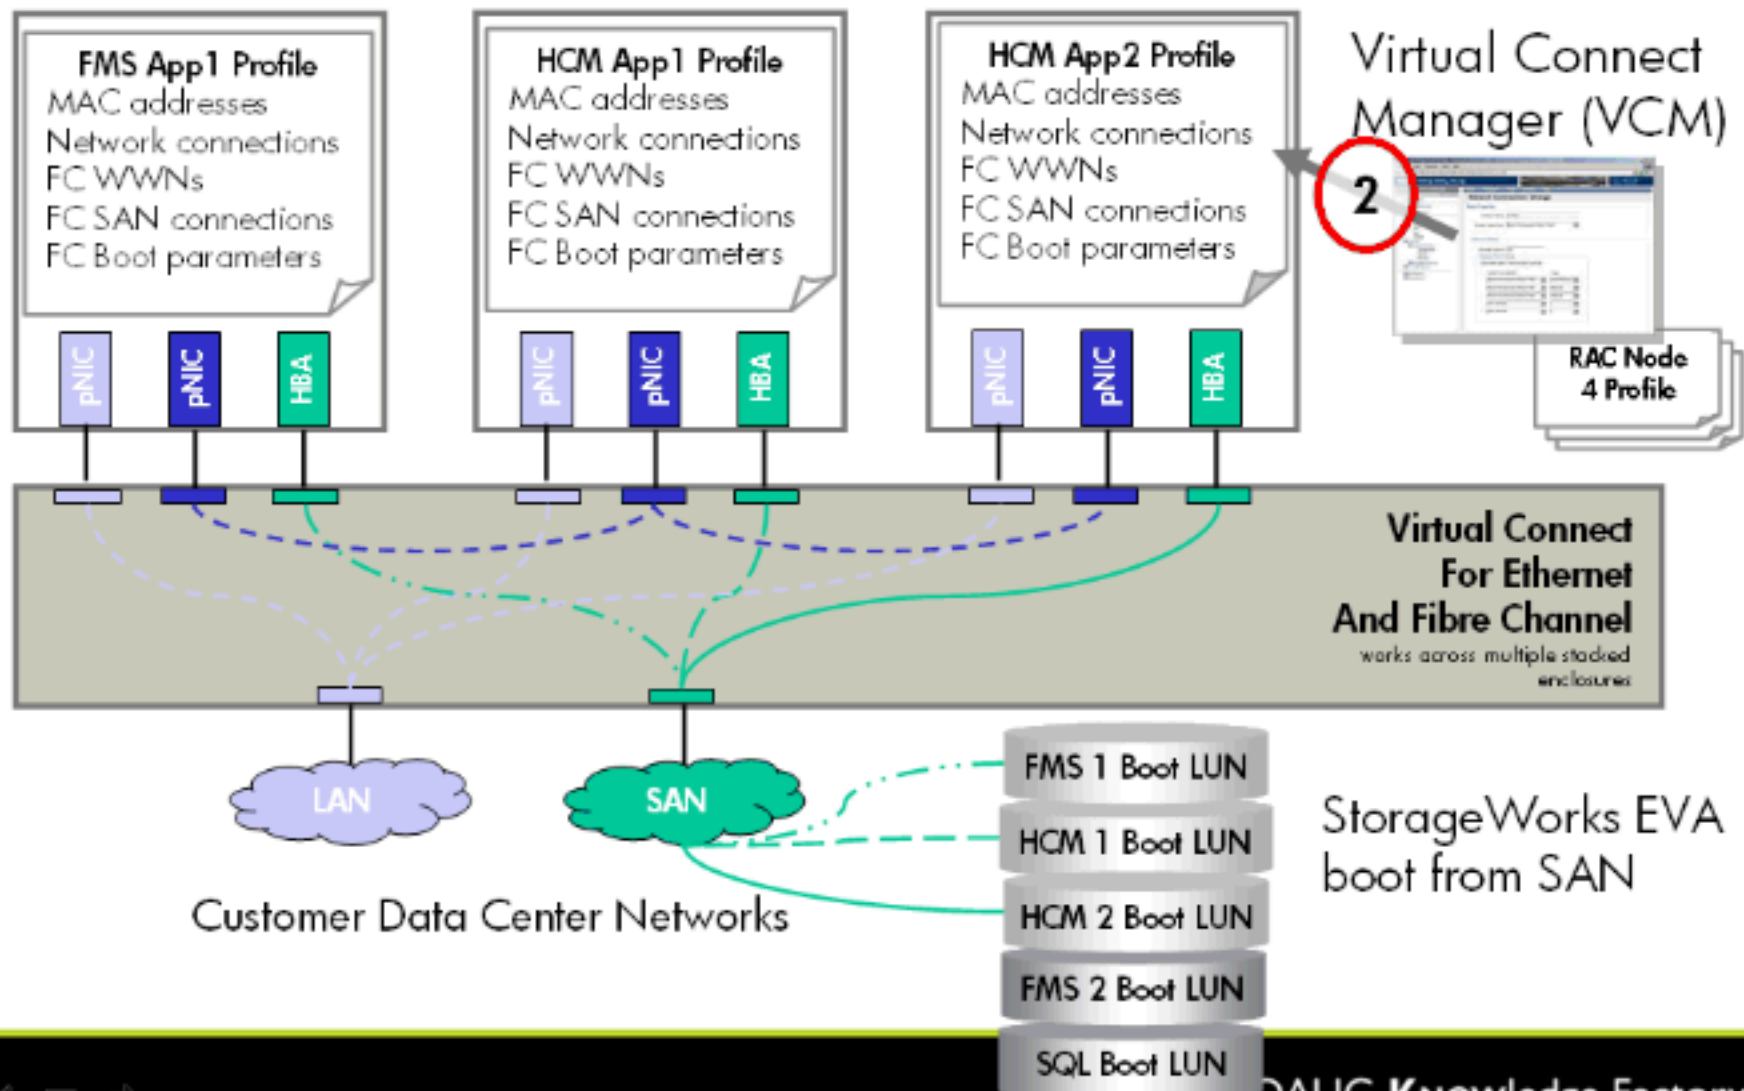 FMS App1 Profile
MAC addresses
Network connections
FC WWNs
FC SAN connections
FC Boot parameters
pNIC
pNIC
HBA
HCM App1 Profile
MAC addresses
Network connections
FC WWNs
FC SAN connections
FC Boot parameters
pNIC
pNIC
HBA
HCM App2 Profile
MAC addresses
Network connections
FC WWNs
FC SAN connections
FC Boot parameters
pNIC
pNIC
HBA
Virtual Connect
Manager (VCM)
2
RAC Node
4 Profile
Virtual Connect
For Ethernet
And Fibre Channel
works across multiple stacked
enclosures
LAN
SAN
Customer Data Center Networks
FMS 1 Boot LUN
HCM 1 Boot LUN
HCM 2 Boot LUN
FMS 2 Boot LUN
SQL Boot LUN
StorageWorks EVA
boot from SAN
Knowledge Factory